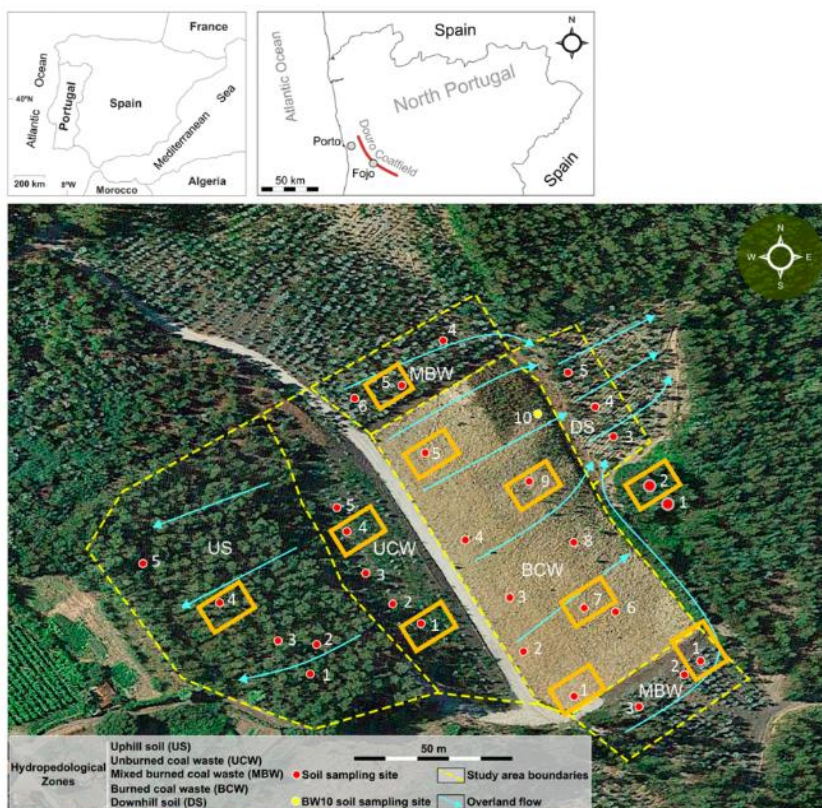 France
Atlantic Ocean
Portugal
Spain
40ºN
Mediterranean Sea
200 km
8ºW
Morocco
Algeria
Spain
N
Atlantic Ocean
North Portugal
Porto
Douro Coatfield
Fojo
Spain
50 km
N
W E
S
4
MBW
5
6
5
4
DS
3
10
5
9
2
1
5
4
UCW
3
2
1
4
8
BCW
3
7
6
2
1
US
5
4
3
2
1
1
2
MBW
3
Hydropedological Zones
Uphill soil (US)
Unburned coal waste (UCW)
Mixed burned coal waste (MBW)
Burned coal waste (BCW)
Downhill soil (DS)
50 m
Soil sampling site
BW10 soil sampling site
Study area boundaries
Overland flow